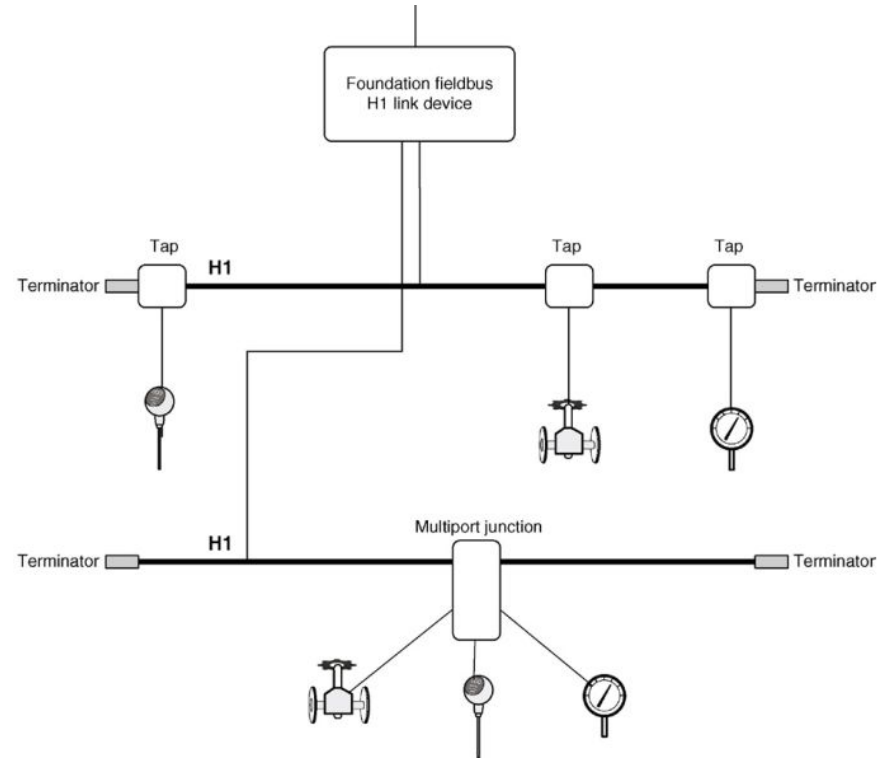 Foundation fieldbus
H1 link device
Tap
Tap
Tap
H1
Terminator
Terminator
Multiport junction
H1
Terminator
Terminator